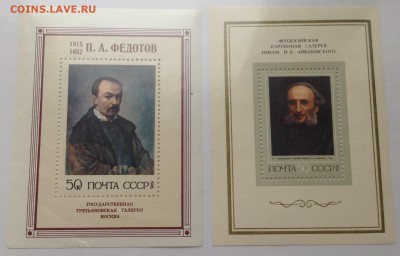 COINS.LAVE.RU
1815
1852
П. А. ФЕДОТОВ
50 К ПОЧТА СССР
ГОСУДАРСТВЕННАЯ
ТРЕТЬЯКОВСКАЯ ГАЛЕРЕЯ
МОСКВА
ФЕОДОСИЙСКАЯ
КАРТИННАЯ ГАЛЕРЕЯ
ИМЕНИ И. К. АЙВАЗОВСКОГО
ПОЧТА СССР